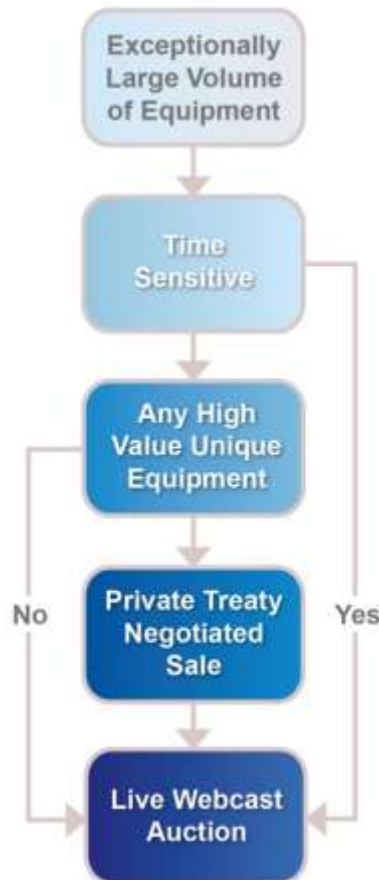 Exceptionally
Large Volume
of Equipment
Time
Sensitive
Any High
Value Unique
Equipment
No
Private Treaty
Negotiated
Sale
Yes
Live Webcast
Auction